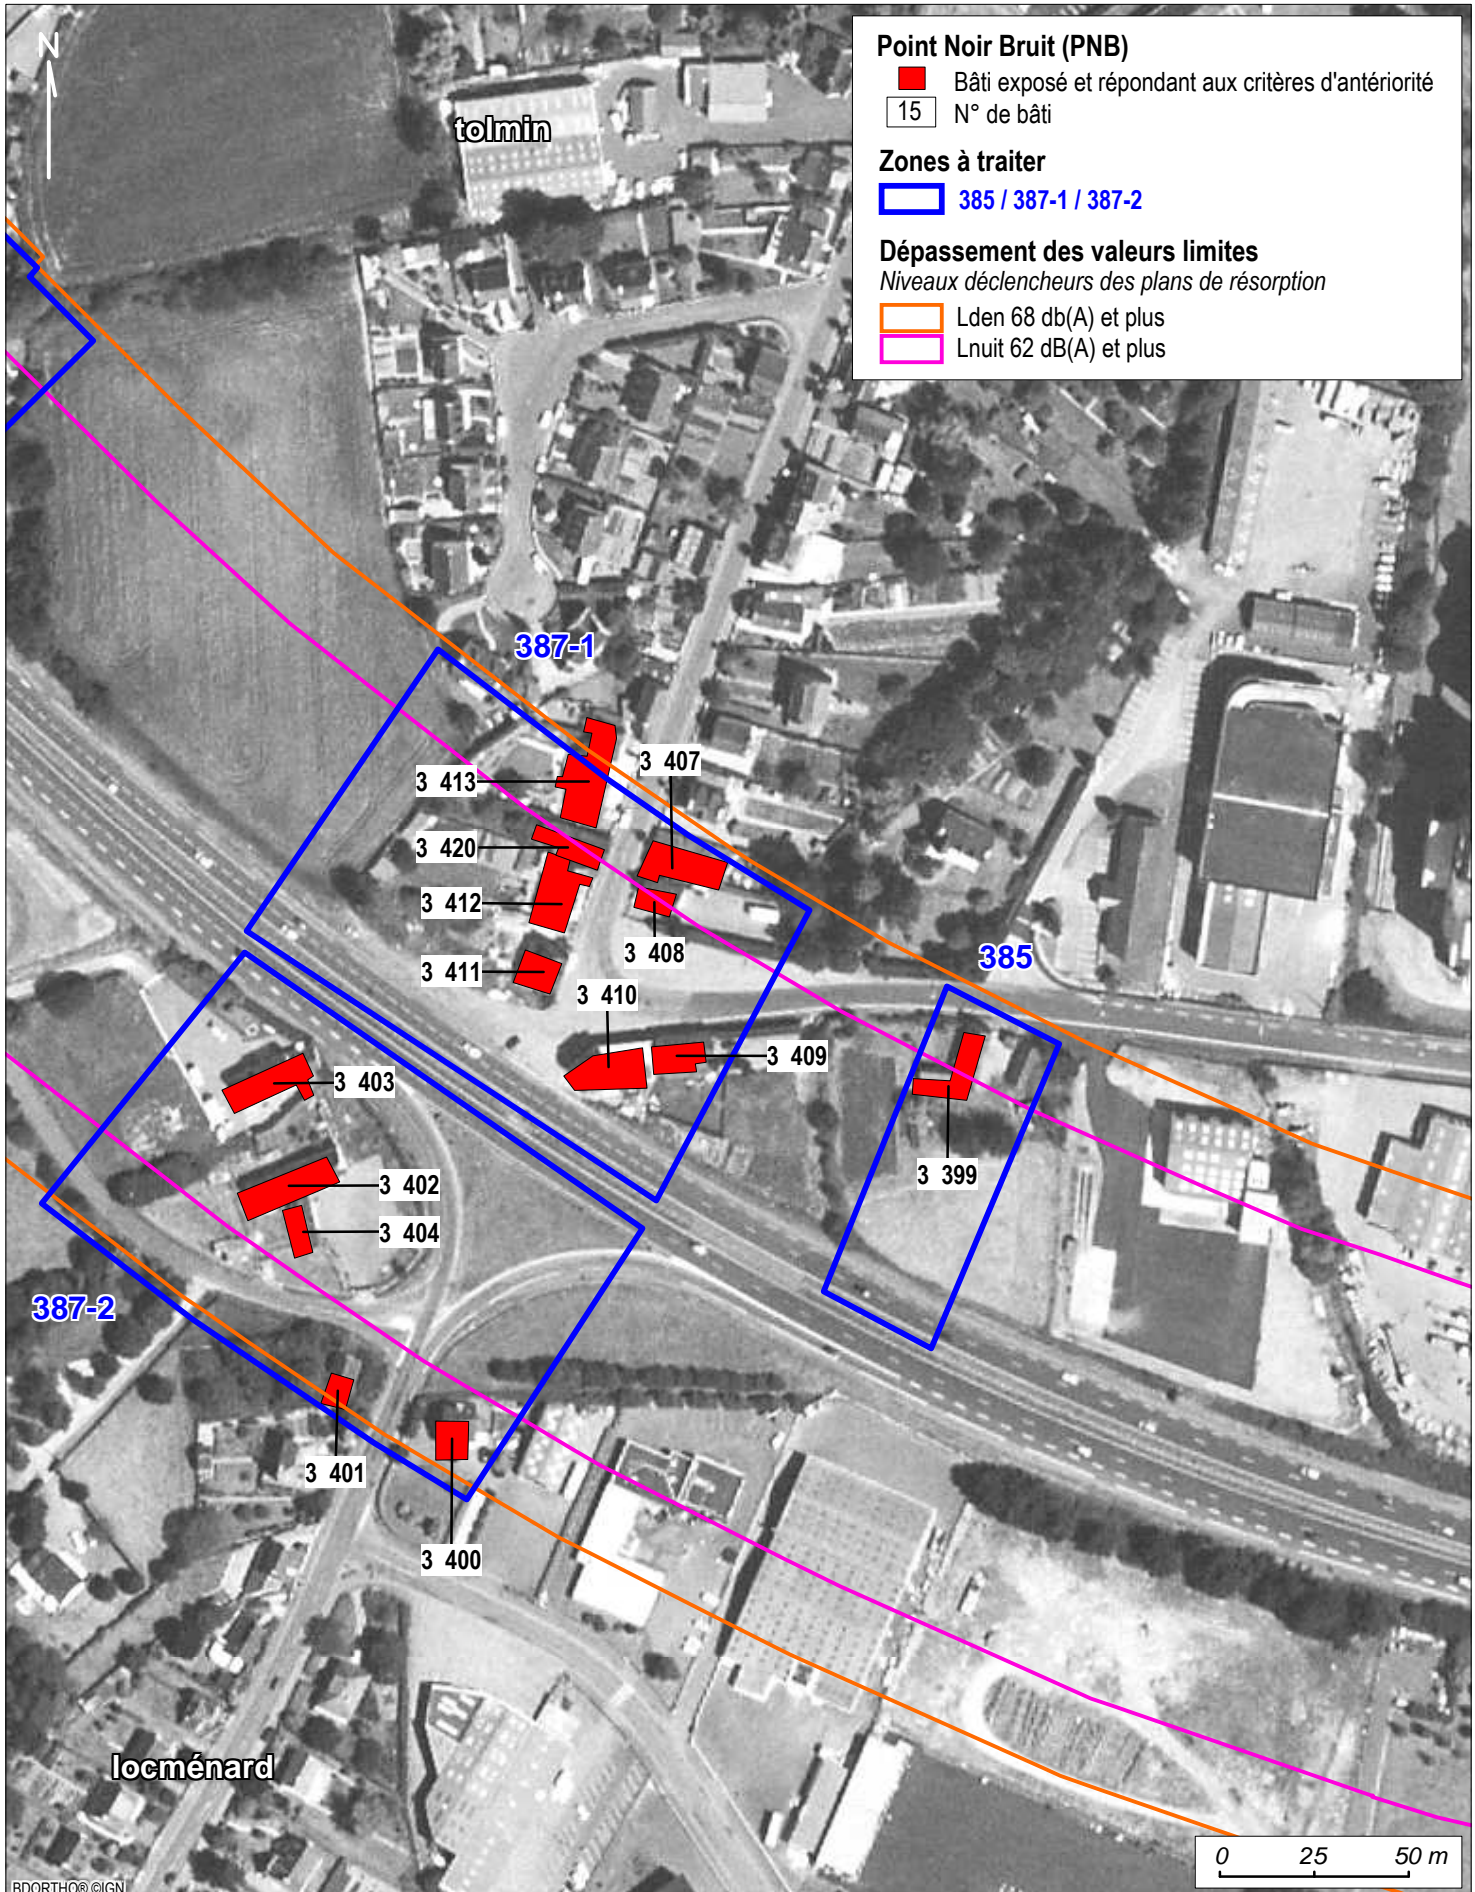 N
tolmin
Point Noir Bruit (PNB)
Bâti exposé et répondant aux critères d'antériorité
15 N° de bâti
Zones à traiter
385 / 387-1 / 387-2
Dépassement des valeurs limites
Niveaux déclencheurs des plans de résorption
Lden 68 db(A) et plus
Lnuit 62 dB(A) et plus
387-1
3 407
3 413
3 420
3 412
3 408
385
3 411
3 410
3 409
3 403
3 399
3 402
3 404
387-2
3 401
3 400
locménard
0 25 50 m
BDORTHO® ©IGN